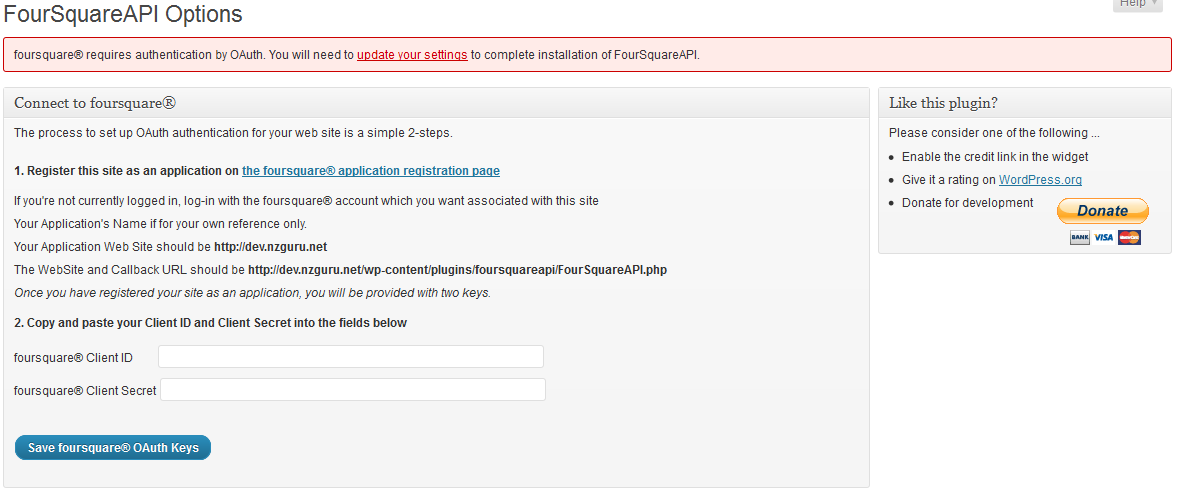 Help
FourSquareAPI Options
foursquare® requires authentication by OAuth. You will need to update your settings to complete installation of FourSquareAPI.
Connect to foursquare®
The process to set up OAuth authentication for your web site is a simple 2-steps.
1. Register this site as an application on the foursquare® application registration page
If you're not currently logged in, log-in with the foursquare® account which you want associated with this site
Your Application's Name if for your own reference only.
Your Application Web Site should be http://dev.nzguru.net
The WebSite and Callback URL should be http://dev.nzguru.net/wp-content/plugins/foursquareapi/FourSquareAPI.php
Once you have registered your site as an application, you will be provided with two keys.
2. Copy and paste your Client ID and Client Secret into the fields below
foursquare® Client ID
foursquare® Client Secret
Save foursquare® OAuth Keys
Like this plugin?
Please consider one of the following ...
Enable the credit link in the widget
Give it a rating on WordPress.org
Donate for development
Donate
BANK VISA